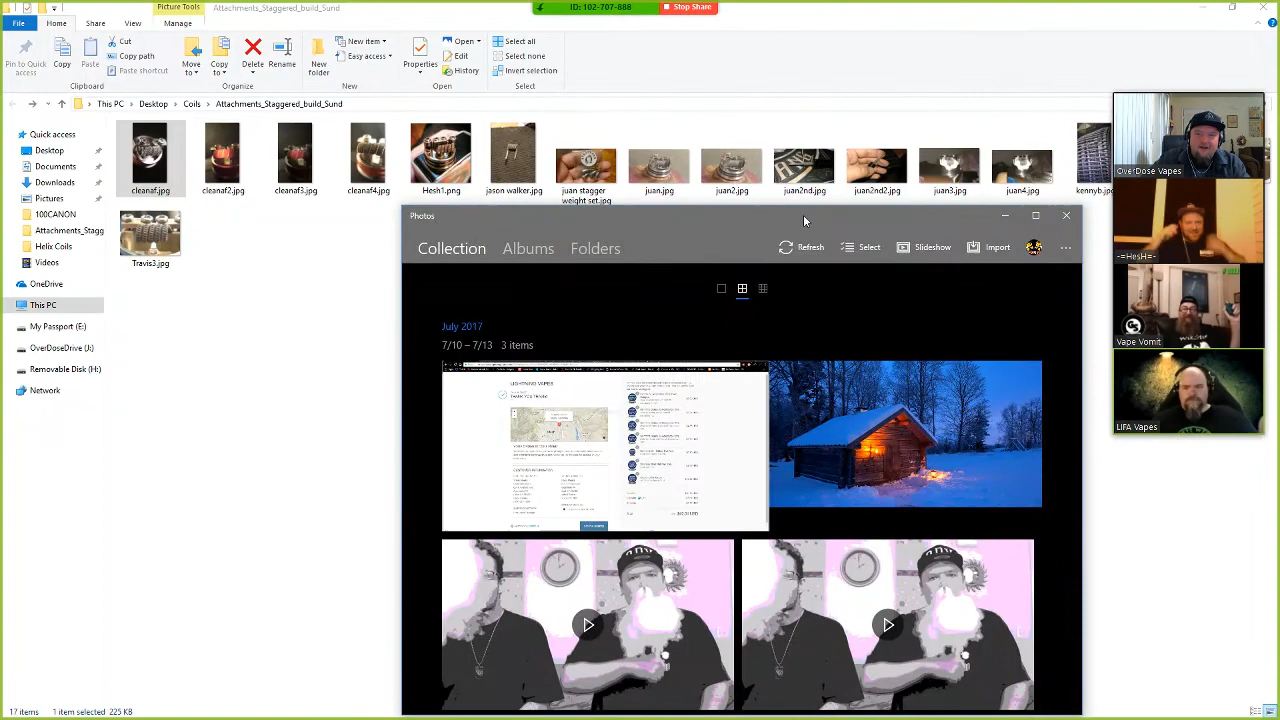 Picture Tools
Attachments_Staggered_build_Sund
ID: 102-707-888
Stop Share
File
Home
Share
View
Manage
Pin to Quick access
Copy
Paste
Cut
Copy path
Paste shortcut
Clipboard
Move to
Copy to
Delete
Rename
Organize
New folder
New item
Easy access
New
Properties
Open
Edit
History
Open
Select all
Select none
Invert selection
Select
This PC
Desktop
Coils
Attachments_Staggered_build_Sund
Quick access
Desktop
Documents
Downloads
Pictures
100CANON
Attachments_Stagg
Helix Coils
Videos
OneDrive
This PC
My Passport (E:)
OverDoseDrive (J:)
Removable Disk (H:)
Network
cleanaf.jpg
cleanaf2.jpg
cleanaf3.jpg
cleanaf4.jpg
Hesh1.png
jason walker.jpg
juan stagger weight set.jpg
juan.jpg
juan2.jpg
juan2nd.jpg
juan2nd2.jpg
juan3.jpg
juan4.jpg
kennyb.jpg
Travis3.jpg
OverDose Vapes
-=HesH=-
Vape Vomit
LIFA Vapes
Photos
Collection
Albums
Folders
Refresh
Select
Slideshow
Import
July 2017
7/10 – 7/13 3 items
LIGHTNING VAPES
17 items
1 item selected 225 KB